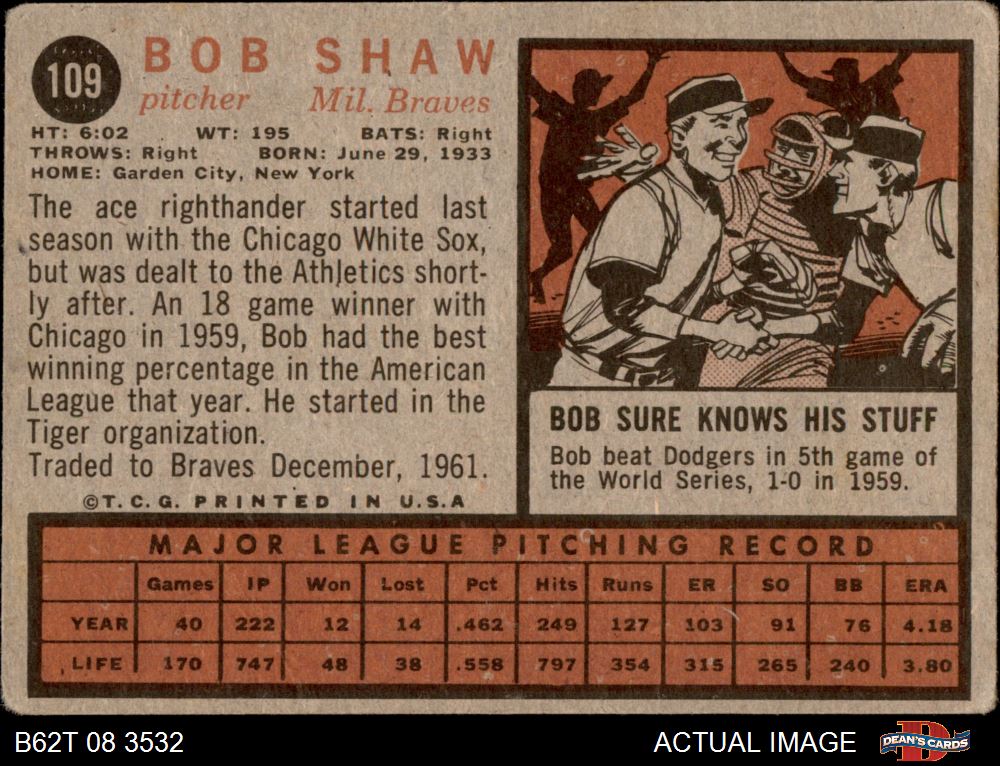 109
BOB SHAW
pitcher Mil. Braves
HT: 6:02 WT: 195 BATS: Right
THROWS: Right BORN: June 29, 1933
HOME: Garden City, New York
The ace righthander started last
season with the Chicago White Sox,
but was dealt to the Athletics short-
ly after. An 18 game winner with
Chicago in 1959, Bob had the best
winning percentage in the American
League that year. He started in the
Tiger organization.
Traded to Braves December, 1961.
©T.C.G. PRINTED IN U.S.A
BOB SURE KNOWS HIS STUFF
Bob beat Dodgers in 5th game of
the World Series, 1-0 in 1959.
MAJOR LEAGUE PITCHING RECORD
Games IP Won Lost Pct Hits Runs ER SO BB ERA
YEAR 40 222 12 14 .462 249 127 103 91 76 4.18
LIFE 170 747 48 38 .558 797 354 315 265 240 3.80
B62T 08 3532
ACTUAL IMAGE
DEAN'S CARDS